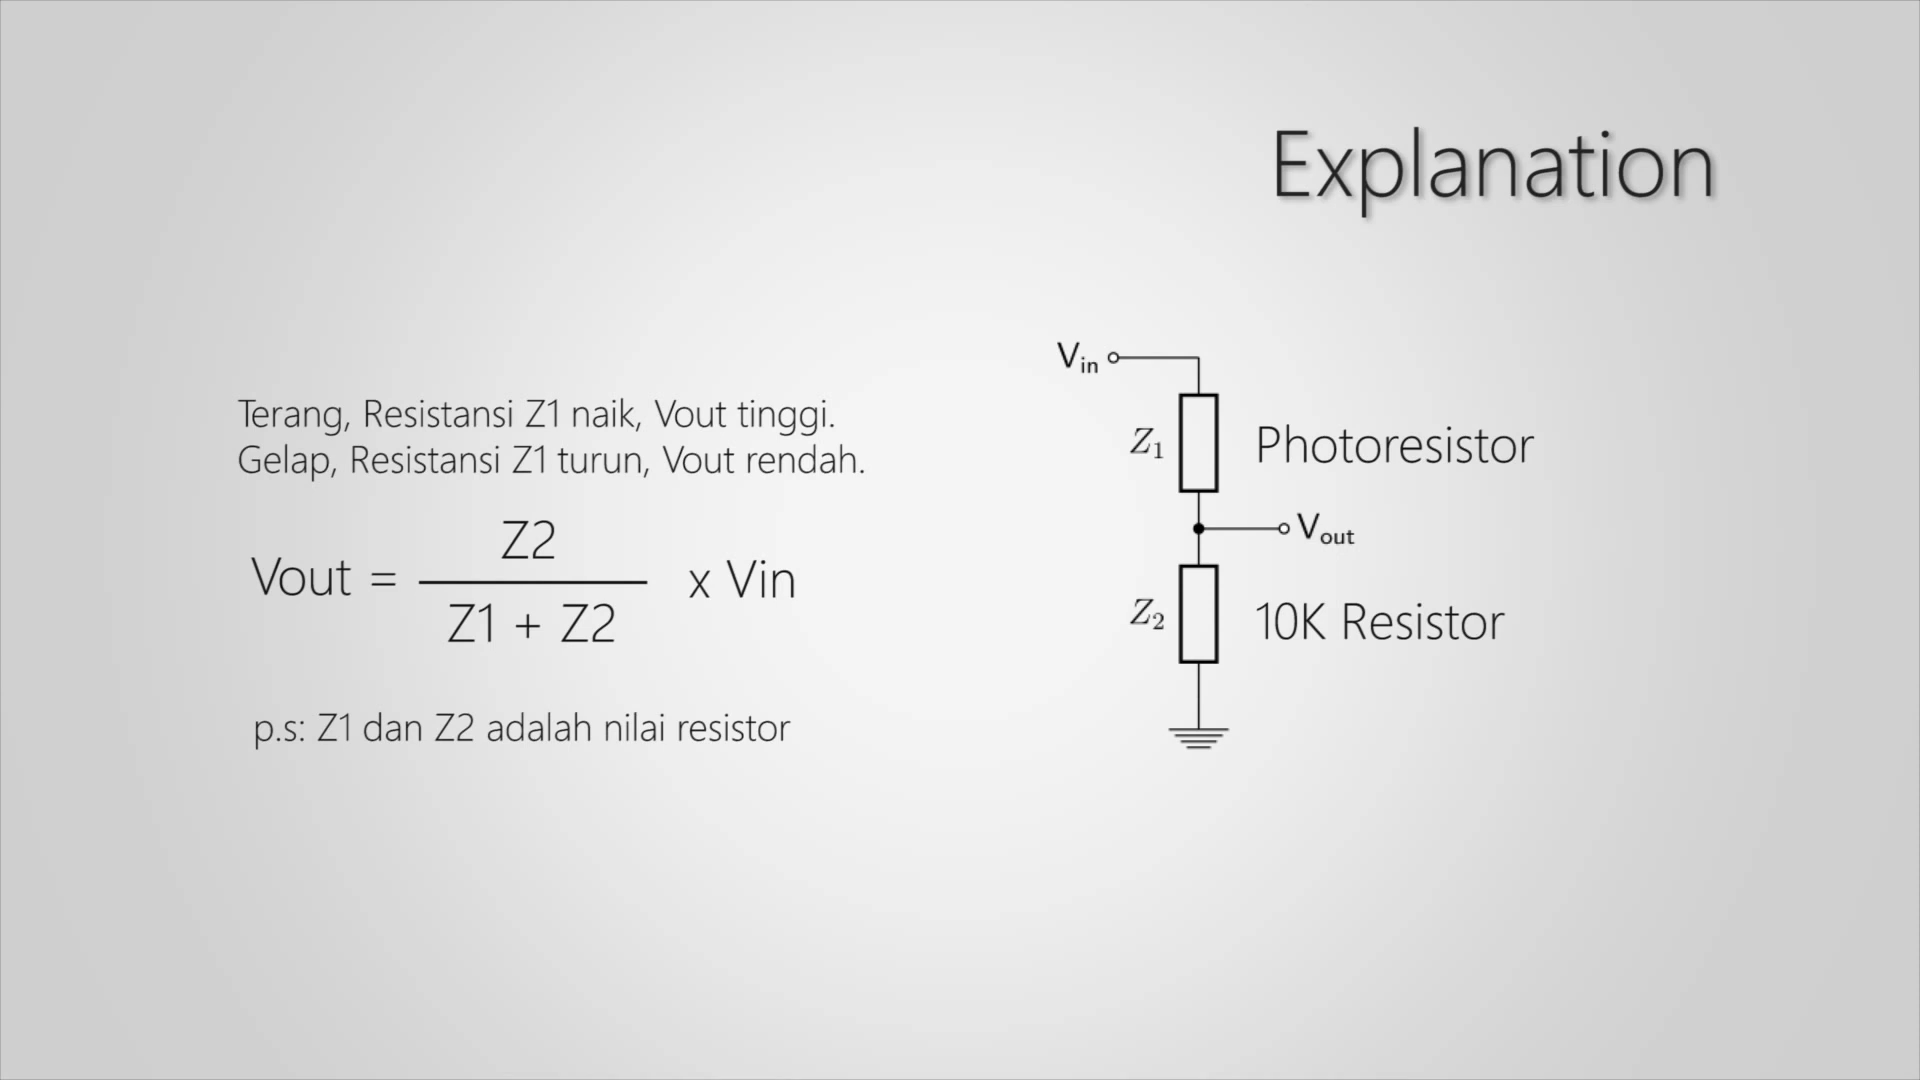 Explanation
Terang, Resistansi Z1 naik, Vout tinggi.
Gelap, Resistansi Z1 turun, Vout rendah.
Vout = Z2
Z1 + Z2
x Vin
p.s: Z1 dan Z2 adalah nilai resistor
Vin
Z1
Photoresistor
Vout
Z2
10K Resistor